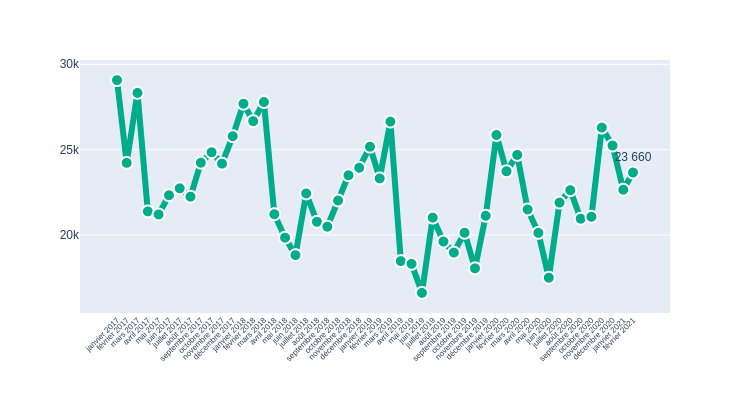 30k
25k
20k
23 660
janvier 2017
février 2017
mars 2017
avril 2017
mai 2017
juin 2017
juillet 2017
août 2017
septembre 2017
octobre 2017
novembre 2017
décembre 2017
janvier 2018
février 2018
mars 2018
avril 2018
mai 2018
juin 2018
juillet 2018
août 2018
septembre 2018
octobre 2018
novembre 2018
décembre 2018
janvier 2019
février 2019
mars 2019
avril 2019
mai 2019
juin 2019
juillet 2019
août 2019
septembre 2019
octobre 2019
novembre 2019
décembre 2019
janvier 2020
février 2020
mars 2020
avril 2020
mai 2020
juin 2020
juillet 2020
août 2020
septembre 2020
octobre 2020
novembre 2020
décembre 2020
janvier 2021
février 2021